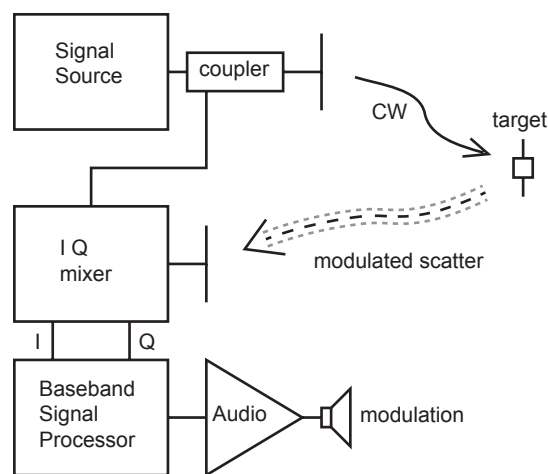 Signal
Source
coupler
CW
target
I Q
mixer
modulated scatter
I
Q
Baseband
Signal
Processor
Audio
modulation